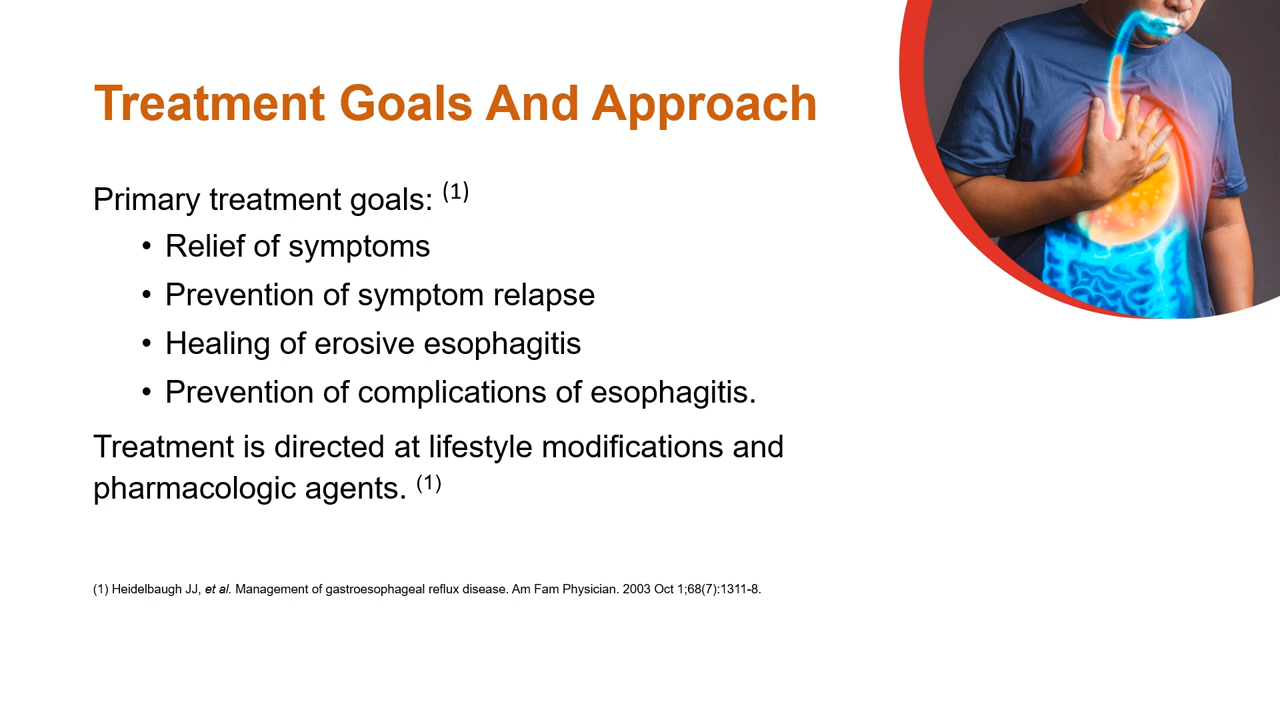 Treatment Goals And Approach
Primary treatment goals: (1)
• Relief of symptoms
• Prevention of symptom relapse
• Healing of erosive esophagitis
• Prevention of complications of esophagitis.
Treatment is directed at lifestyle modifications and
pharmacologic agents. (1)
(1) Heidelbaugh JJ, et al. Management of gastroesophageal reflux disease. Am Fam Physician. 2003 Oct 1;68(7):1311-8.